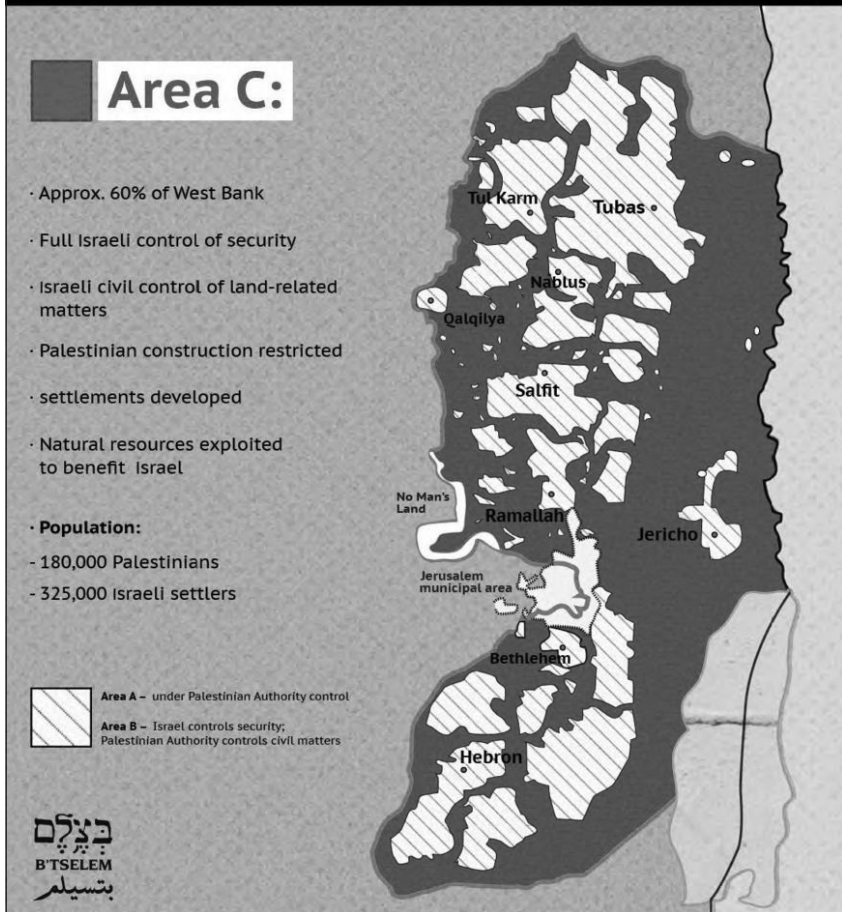 Area C:
· Approx. 60% of West Bank
· Full Israeli control of security
· Israeli civil control of land-related
matters
· Palestinian construction restricted
· settlements developed
· Natural resources exploited
to benefit Israel
· Population:
- 180,000 Palestinians
- 325,000 Israeli settlers
Area A – under Palestinian Authority control
Area B – Israel controls security;
Palestinian Authority controls civil matters
בְּצֶלֶם
B'TSELEM
بتسيلم
Tul Karm
Tubas
Nablus
Qalqilya
Salfit
No Man's
Land
Ramallah
Jericho
Jerusalem
municipal area
Bethlehem
Hebron